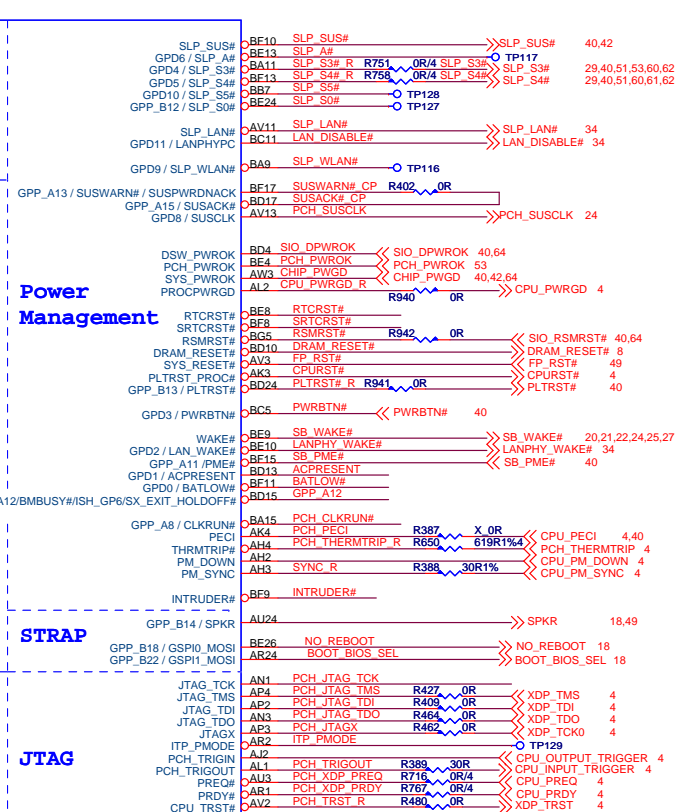 SLP_SUS# BF10 SLP_SUS# SLP_SUS# 40,42
GPD6 / SLP_A# BE13 SLP_A# TP117
GPD4 / SLP_S3# BA11 SLP_S3#_R R751 0R/4 SLP_S3# SLP_S3# 29,40,51,53,60,62
GPD5 / SLP_S4# BF13 SLP_S4#_R R758 0R/4 SLP_S4# SLP_S4# 29,40,51,60,61,62
GPD10 / SLP_S5# BB7 SLP_S5# TP128
GPP_B12 / SLP_S0# BE24 SLP_S0# TP127
SLP_LAN# AV11 SLP_LAN# SLP_LAN# 34
GPD11 / LANPHYPC BC11 LAN_DISABLE# LAN_DISABLE# 34
GPD9 / SLP_WLAN# BA9 SLP_WLAN# TP116
GPP_A13 / SUSWARN# / SUSPWRDNACK BF17 SUSWARN#_CP R402 0R
GPP_A15 / SUSACK# BD17 SUSACK#_CP
GPD8 / SUSCLK AV13 PCH_SUSCLK PCH_SUSCLK 24
DSW_PWROK BD4 SIO_DPWROK SIO_DPWROK 40,64
PCH_PWROK BE4 PCH_PWROK PCH_PWROK 53
SYS_PWROK AW3 CHIP_PWGD CHIP_PWGD 40,42,64
PROCPWRGD AL2 CPU_PWRGD_R R940 0R CPU_PWRGD 4
Power
Management
RTCRST# BE8 RTCRST#
SRTCRST# BF8 SRTCRST#
RSMRST# BG5 R942 0R SIO_RSMRST# 40,64
DRAM_RESET# BD10 DRAM_RESET# DRAM_RESET# 8
SYS_RESET# AV3 FP_RST# FP_RST# 49
PLTRST_PROC# AK3 CPURST# CPURST# 4
GPP_B13 / PLTRST# BD24 PLTRST#_R R941 0R PLTRST# 40
GPD3 / PWRBTN# BC5 PWRBTN# PWRBTN# 40
WAKE# BE9 SB_WAKE# SB_WAKE# 20,21,22,24,25,27
GPD2 / LAN_WAKE# BE10 LANPHY_WAKE# LANPHY_WAKE# 34
GPP_A11 /PME# BF15 SB_PME# SB_PME# 40
GPD1 / ACPRESENT BD13 ACPRESENT
GPD0 / BATLOW# BF11 BATLOW#
A12/BMBUSY#/ISH_GP6/SX_EXIT_HOLDOFF# BD15 GPP_A12
GPP_A8 / CLKRUN# BA15 PCH_CLKRUN#
PECI AK4 PCH_PECI R387 X_0R CPU_PECI 4,40
THRMTRIP# AH4 PCH_THERMTRIP_R R650 619R1%4 PCH_THERMTRIP 4
PM_DOWN AH2 CPU_PM_DOWN 4
PM_SYNC AH3 SYNC_R R388 30R1% CPU_PM_SYNC 4
INTRUDER# BF9 INTRUDER#
STRAP
GPP_B14 / SPKR AU24 SPKR 18,49
GPP_B18 / GSPI0_MOSI BE26 NO_REBOOT NO_REBOOT 18
GPP_B22 / GSPI1_MOSI AR24 BOOT_BIOS_SEL BOOT_BIOS_SEL 18
JTAG
JTAG_TCK AN1 PCH_JTAG_TCK
JTAG_TMS AP4 PCH_JTAG_TMS R427 0R XDP_TMS 4
JTAG_TDI AP2 PCH_JTAG_TDI R409 0R XDP_TDI 4
JTAG_TDO AN3 PCH_JTAG_TDO R464 0R XDP_TDO 4
JTAGX AP3 PCH_JTAGX R462 0R XDP_TCK0 4
ITP_PMODE AR2 ITP_PMODE TP129
PCH_TRIGIN AJ2 CPU_OUTPUT_TRIGGER 4
PCH_TRIGOUT AL1 PCH_TRIGOUT R389 30R CPU_INPUT_TRIGGER 4
PREQ# AU3 PCH_XDP_PREQ R716 0R/4 CPU_PREQ 4
PRDY# AR1 PCH_XDP_PRDY R767 0R/4 CPU_PRDY 4
CPU_TRST# AV2 PCH_TRST_R R480 0R XDP_TRST 4